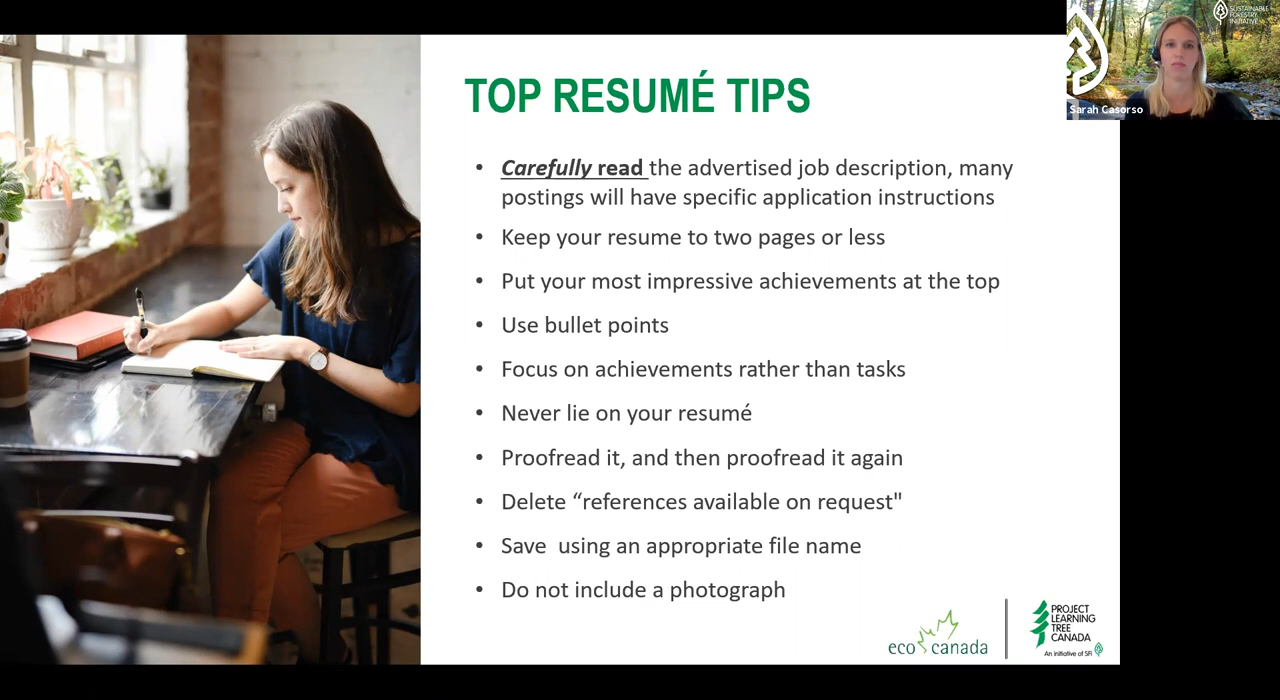 SUSTAINABLE
FORESTRY
INITIATIVE
Sarah Casorso
TOP RESUMÉ TIPS
• Carefully read the advertised job description, many
postings will have specific application instructions
• Keep your resume to two pages or less
• Put your most impressive achievements at the top
• Use bullet points
• Focus on achievements rather than tasks
• Never lie on your resumé
• Proofread it, and then proofread it again
• Delete “references available on request"
• Save  using an appropriate file name
• Do not include a photograph
eco canada
PROJECT
LEARNING
TREE
CANADA
An initiative of SFI